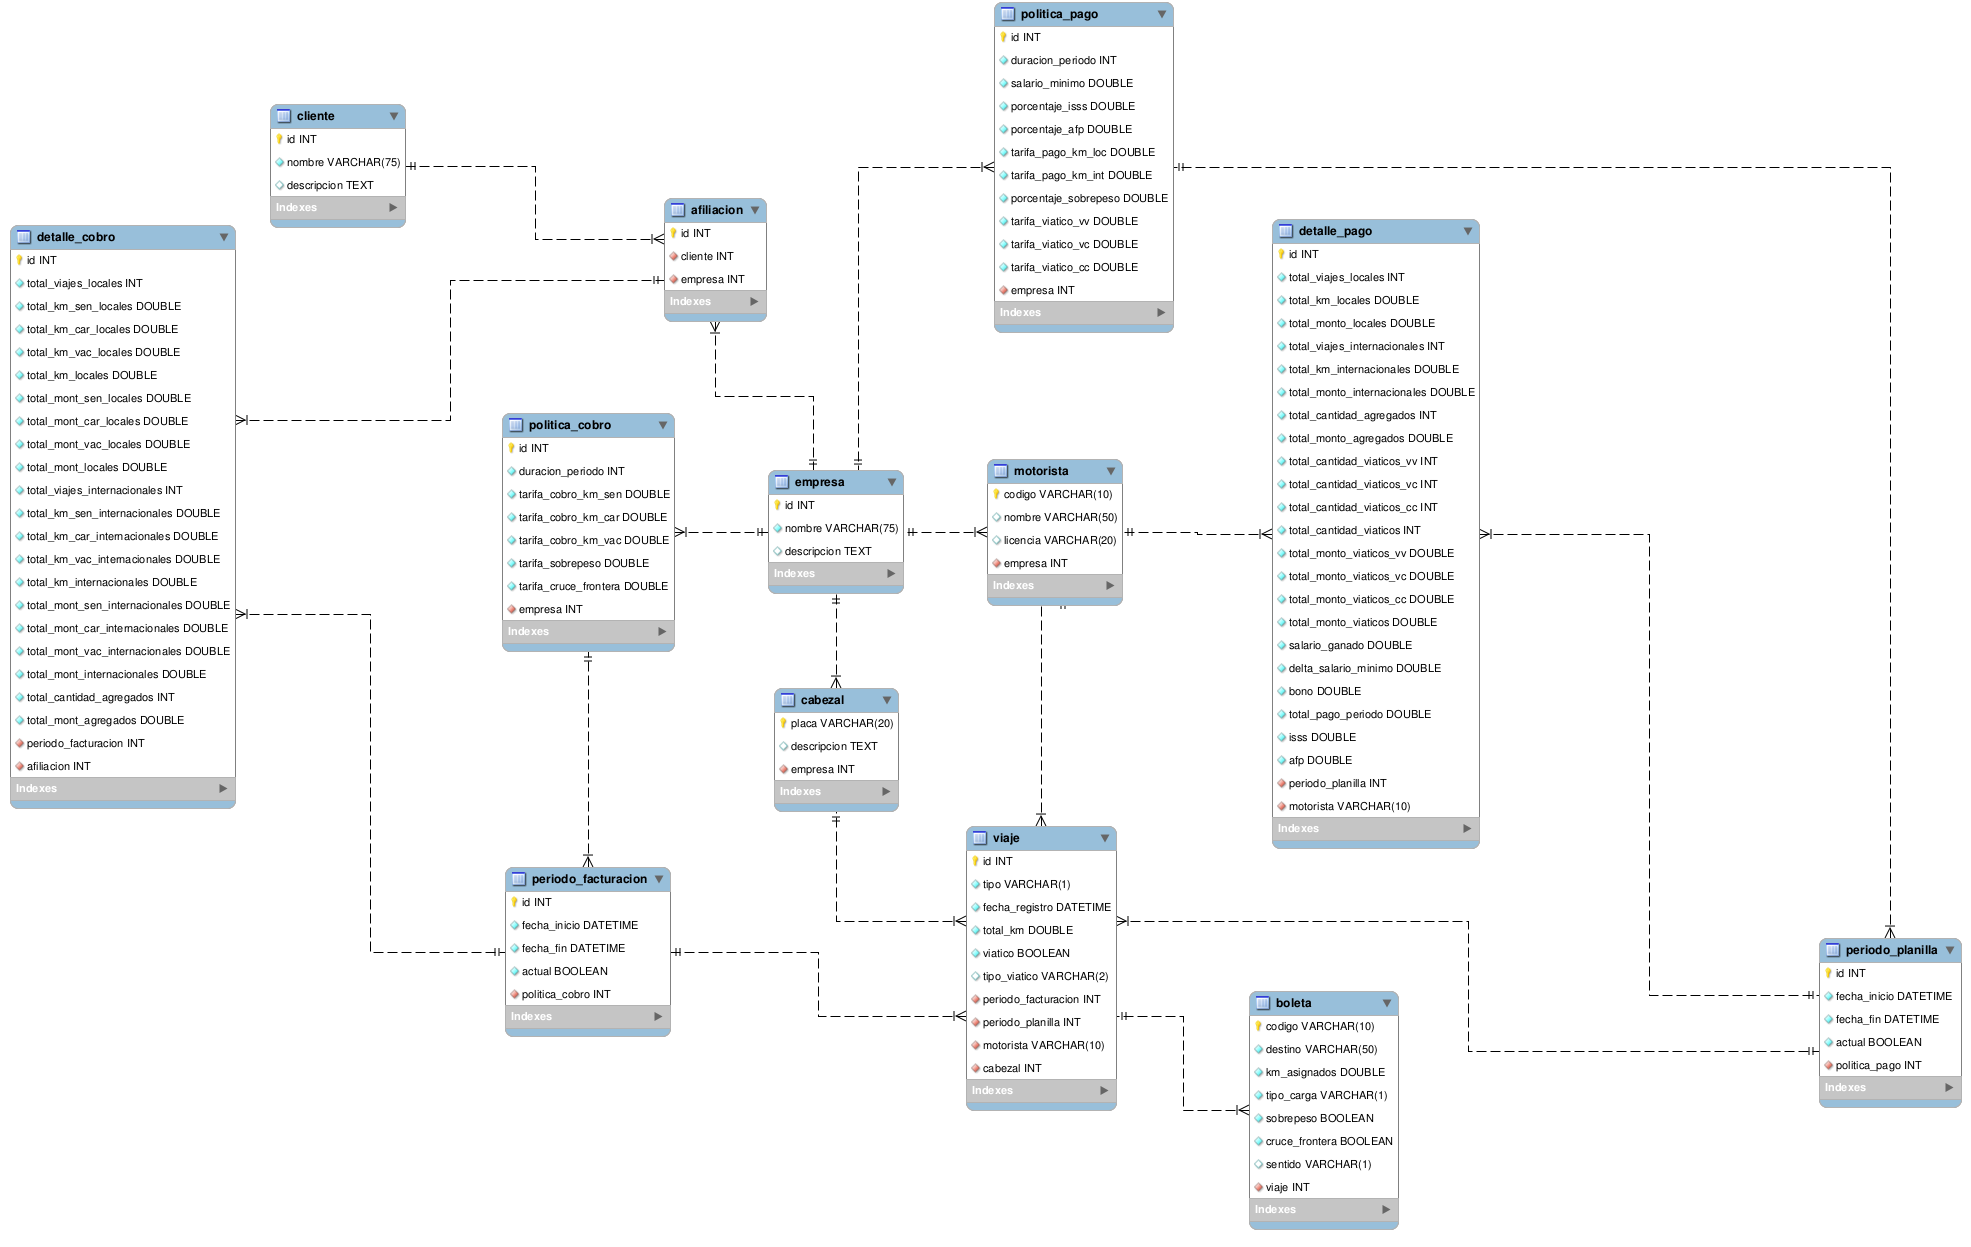 politica_pago
id INT
duracion_periodo INT
salario_minimo DOUBLE
porcentaje_isss DOUBLE
porcentaje_afp DOUBLE
tarifa_pago_km_loc DOUBLE
tarifa_pago_km_int DOUBLE
porcentaje_sobrepeso DOUBLE
tarifa_viatico_vv DOUBLE
tarifa_viatico_vc DOUBLE
tarifa_viatico_cc DOUBLE
empresa INT
Indexes
cliente
id INT
nombre VARCHAR(75)
descripcion TEXT
Indexes
afiliacion
id INT
cliente INT
empresa INT
Indexes
detalle_cobro
id INT
total_viajes_locales INT
total_km_sen_locales DOUBLE
total_km_car_locales DOUBLE
total_km_vac_locales DOUBLE
total_km_locales DOUBLE
total_mont_sen_locales DOUBLE
total_mont_car_locales DOUBLE
total_mont_vac_locales DOUBLE
total_mont_locales DOUBLE
total_viajes_internacionales INT
total_km_sen_internacionales DOUBLE
total_km_car_internacionales DOUBLE
total_km_vac_internacionales DOUBLE
total_km_internacionales DOUBLE
total_mont_sen_internacionales DOUBLE
total_mont_car_internacionales DOUBLE
total_mont_vac_internacionales DOUBLE
total_mont_internacionales DOUBLE
total_cantidad_agregados INT
total_mont_agregados DOUBLE
periodo_facturacion INT
afiliacion INT
Indexes
detalle_pago
id INT
total_viajes_locales INT
total_km_locales DOUBLE
total_monto_locales DOUBLE
total_viajes_internacionales INT
total_km_internacionales DOUBLE
total_monto_internacionales DOUBLE
total_cantidad_agregados INT
total_monto_agregados DOUBLE
total_cantidad_viaticos_vv INT
total_cantidad_viaticos_vc INT
total_cantidad_viaticos_cc INT
total_cantidad_viaticos INT
total_monto_viaticos_vv DOUBLE
total_monto_viaticos_vc DOUBLE
total_monto_viaticos_cc DOUBLE
total_monto_viaticos DOUBLE
salario_ganado DOUBLE
delta_salario_minimo DOUBLE
bono DOUBLE
total_pago_periodo DOUBLE
isss DOUBLE
afp DOUBLE
periodo_planilla INT
motorista VARCHAR(10)
Indexes
politica_cobro
id INT
duracion_periodo INT
tarifa_cobro_km_sen DOUBLE
tarifa_cobro_km_car DOUBLE
tarifa_cobro_km_vac DOUBLE
tarifa_sobrepeso DOUBLE
tarifa_cruce_frontera DOUBLE
empresa INT
Indexes
empresa
id INT
nombre VARCHAR(75)
descripcion TEXT
Indexes
motorista
codigo VARCHAR(10)
nombre VARCHAR(50)
licencia VARCHAR(20)
empresa INT
Indexes
cabezal
placa VARCHAR(20)
descripcion TEXT
empresa INT
Indexes
viaje
id INT
tipo VARCHAR(1)
fecha_registro DATETIME
total_km DOUBLE
viatico BOOLEAN
tipo_viatico VARCHAR(2)
periodo_facturacion INT
periodo_planilla INT
motorista VARCHAR(10)
cabezal INT
Indexes
periodo_facturacion
id INT
fecha_inicio DATETIME
fecha_fin DATETIME
actual BOOLEAN
politica_cobro INT
Indexes
boleta
codigo VARCHAR(10)
destino VARCHAR(50)
km_asignados DOUBLE
tipo_carga VARCHAR(1)
sobrepeso BOOLEAN
cruce_frontera BOOLEAN
sentido VARCHAR(1)
viaje INT
Indexes
periodo_planilla
id INT
fecha_inicio DATETIME
fecha_fin DATETIME
actual BOOLEAN
politica_pago INT
Indexes